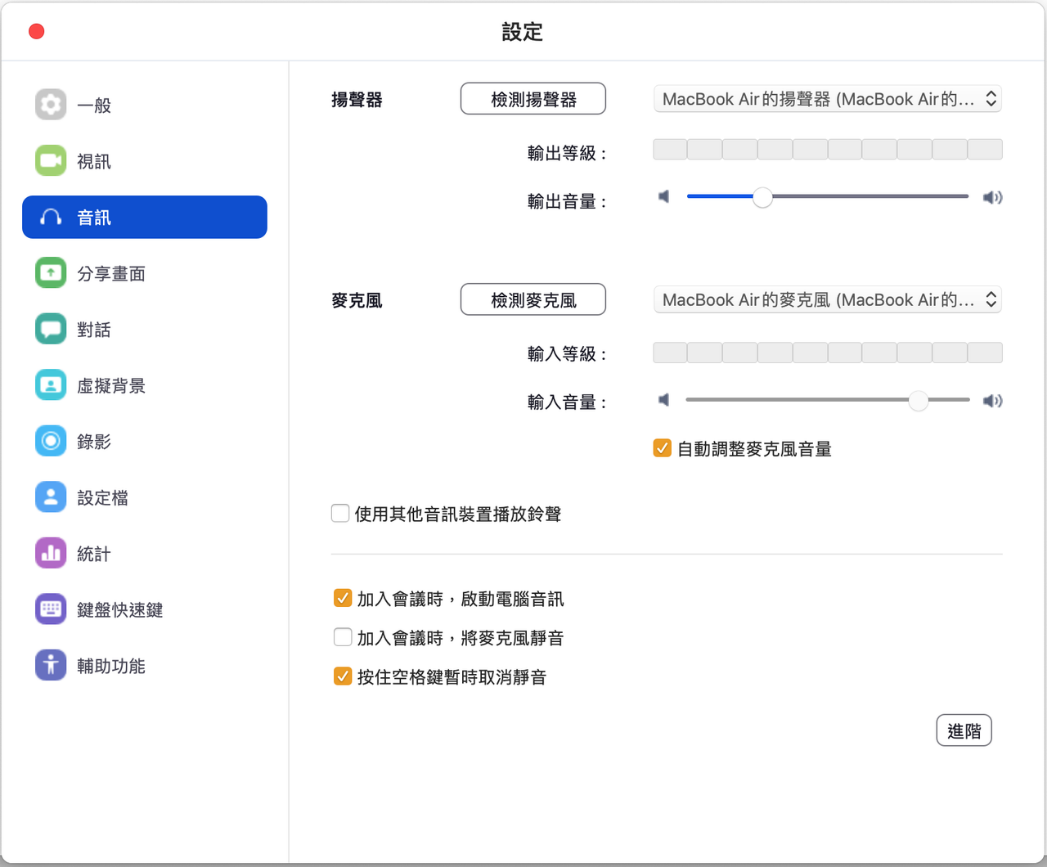 設定
一般
視訊
音訊
分享畫面
對話
虛擬背景
錄影
設定檔
統計
鍵盤快速鍵
輔助功能
揚聲器
檢測揚聲器
MacBook Air的揚聲器 (MacBook Air的...
輸出等級：
輸出音量：
麥克風
檢測麥克風
MacBook Air的麥克風 (MacBook Air的...
輸入等級：
輸入音量：
自動調整麥克風音量
使用其他音訊裝置播放鈴聲
加入會議時，啟動電腦音訊
加入會議時，將麥克風靜音
按住空格鍵暫時取消靜音
進階